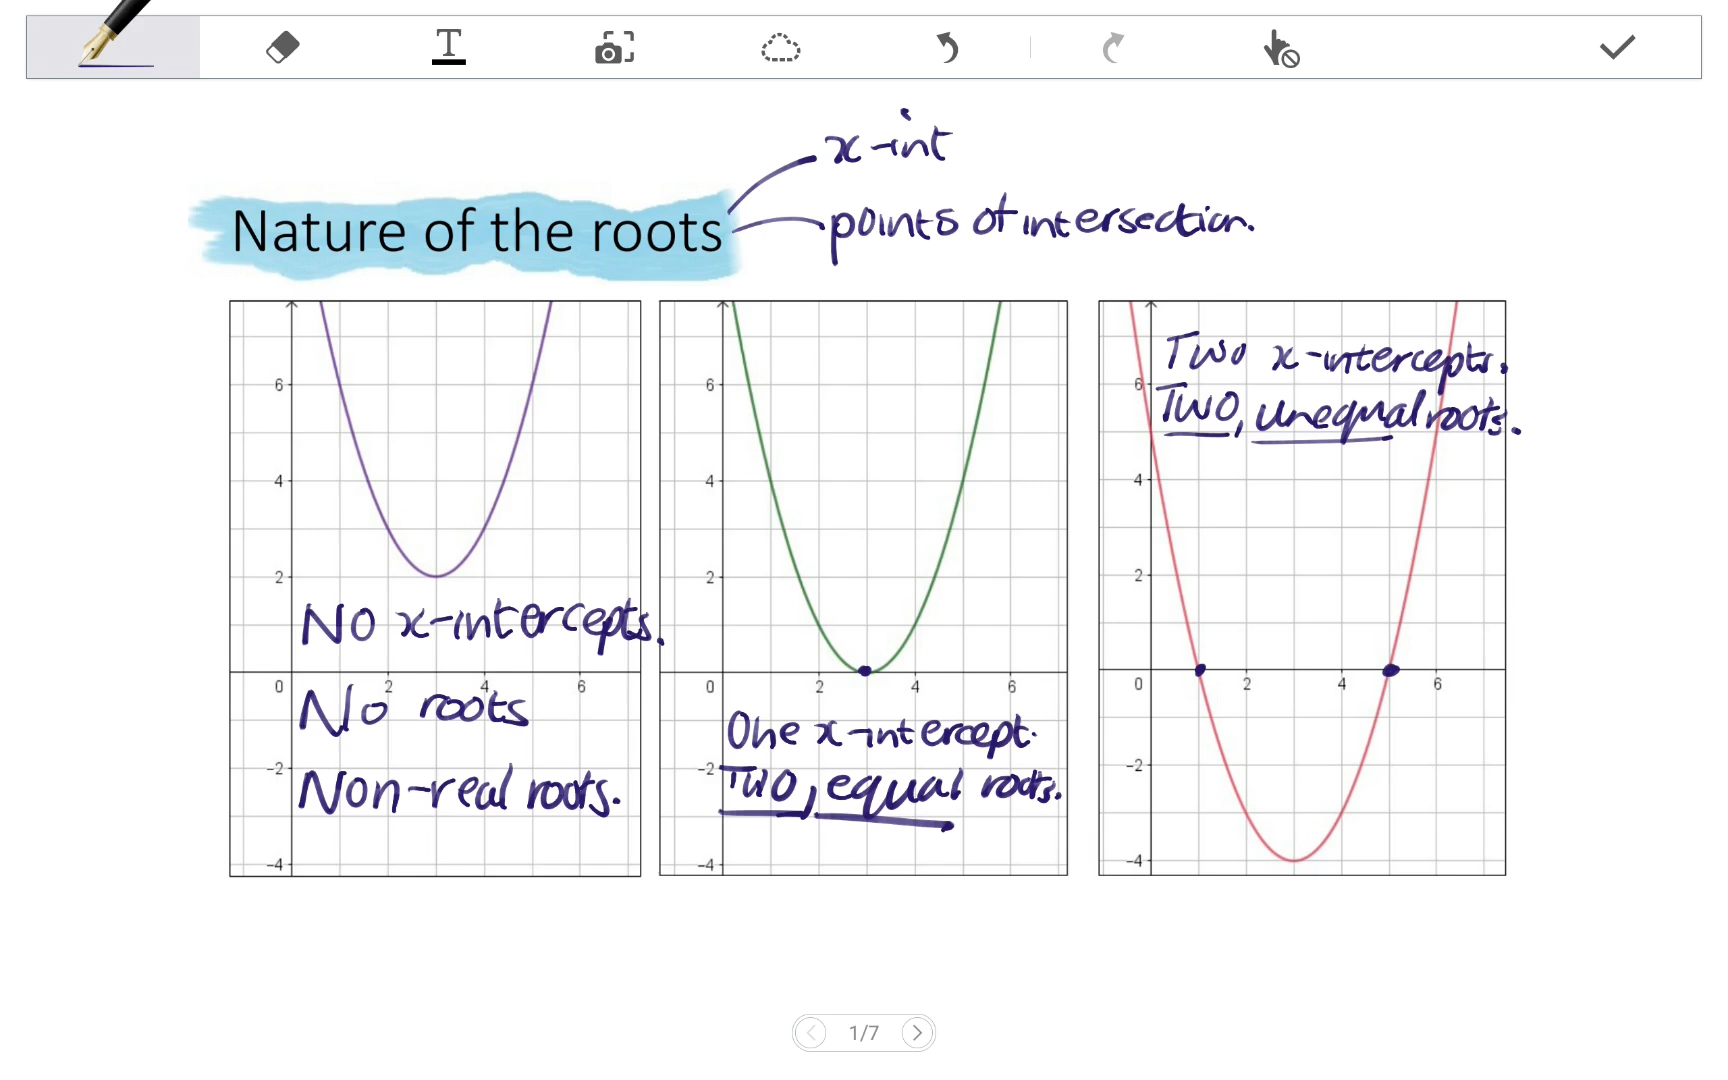 T
x-int
Nature of the roots
points of intersection.
6
4
2
No x-intercepts.
0 2 4 6
No roots
-2
Non-real roots.
-4
6
4
2
0 2 4 6
One x-intercept.
-2
Two, equal roots.
-4
Two x-intercepts.
6
Two, unequal roots.
4
2
0 2 4 6
-2
-4
1/7